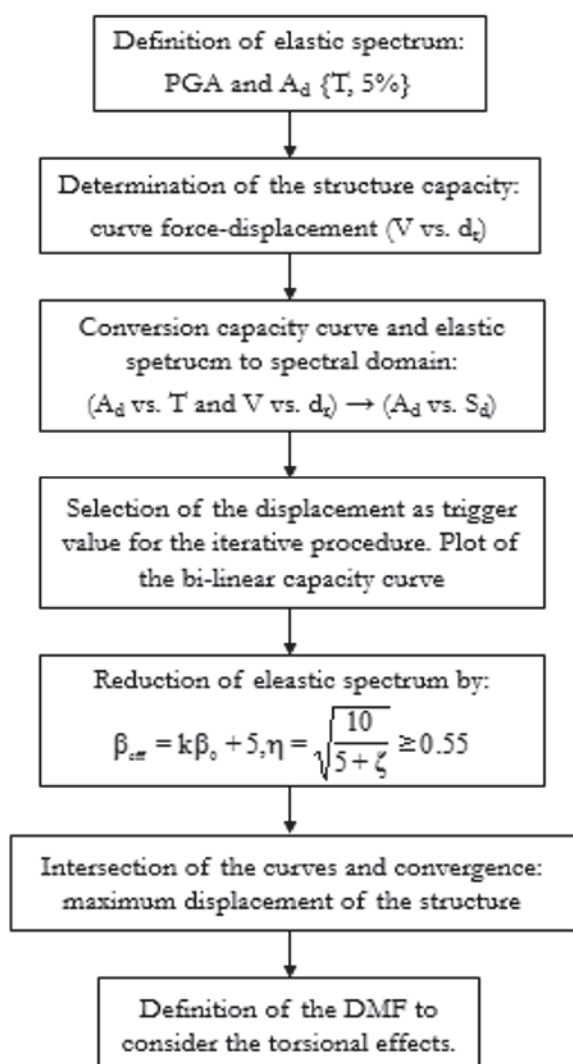 Definition of elastic spectrum:
PGA and A_d {T, 5%}
Determination of the structure capacity:
curve force-displacement (V vs. d_r)
Conversion capacity curve and elastic
spetrucm to spectral domain:
(A_d vs. T and V vs. d_r) → (A_d vs. S_d)
Selection of the displacement as trigger
value for the iterative procedure. Plot of
the bi-linear capacity curve
Reduction of eleastic spectrum by:
β_eff = kβ_o + 5, η = √(10/(5 + ζ)) ≥ 0.55
Intersection of the curves and convergence:
maximum displacement of the structure
Definition of the DMF to
consider the torsional effects.